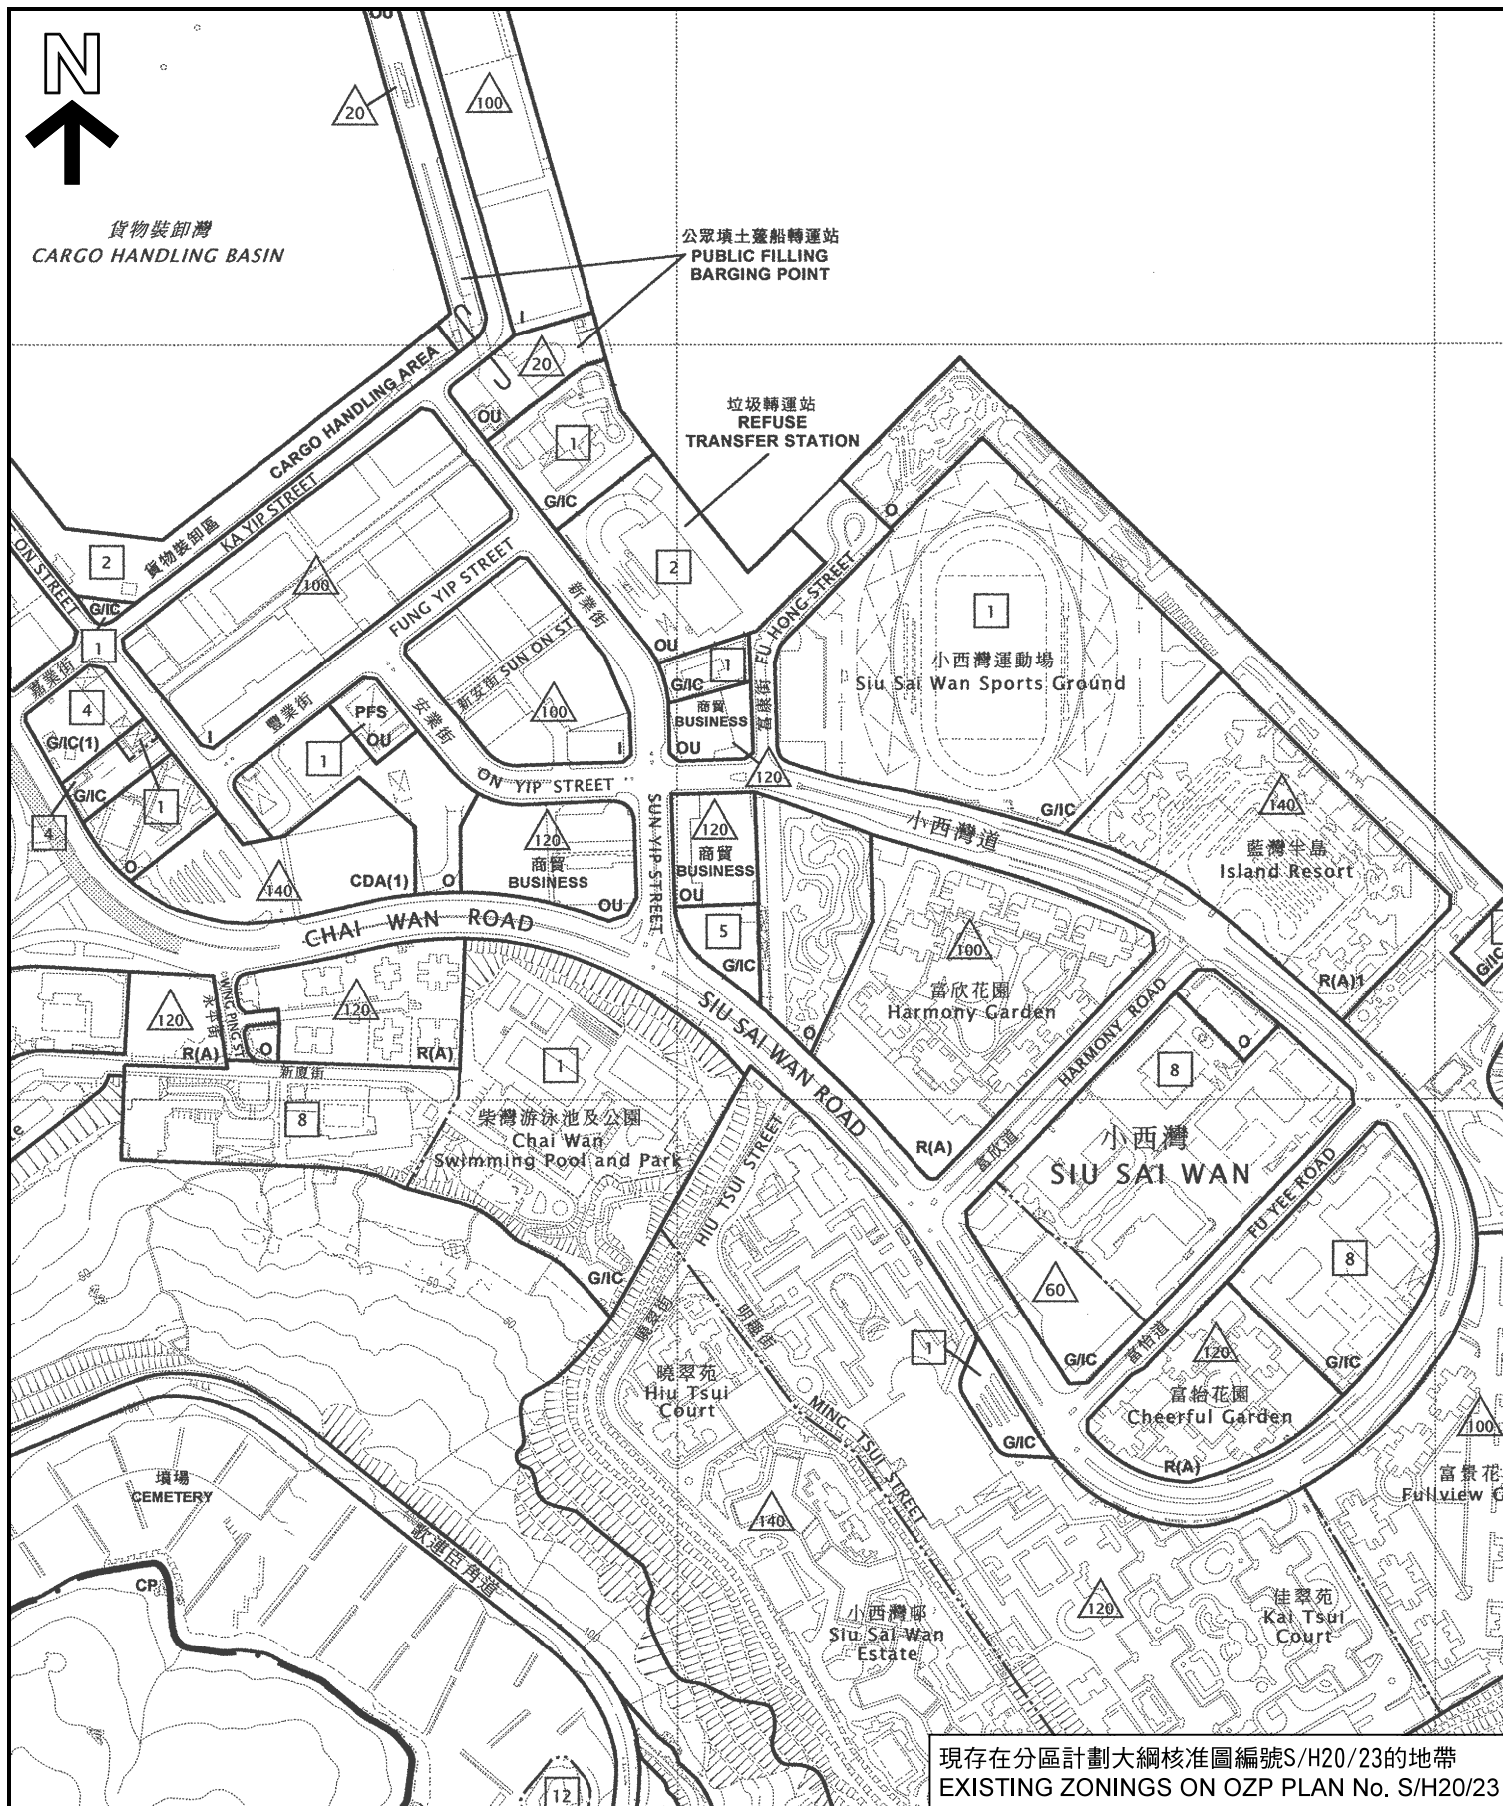 N
OU
20
100
貨物裝卸灣
CARGO HANDLING BASIN
公眾填土躉船轉運站
PUBLIC FILLING
BARGING POINT
I
20
OU
1
G/IC
垃圾轉運站
REFUSE
TRANSFER STATION
CARGO HANDLING AREA
貨物裝卸區
KA YIP STREET
ON STREET
2
G/IC
1
100
FUNG YIP STREET
新業街
2
OU
O
FU HONG STREET
富康街
1
小西灣運動場
Siu Sai Wan Sports Ground
G/IC
嘉業街
4
G/IC(1)
G/IC
1
4
O
I
豐業街
PFS
OU
1
安業街
新安街 SUN ON ST
100
I
1
G/IC
商貿
BUSINESS
OU
120
ON YIP STREET
SUN YIP STREET
140
CDA(1)
O
120
商貿
BUSINESS
OU
120
商貿
BUSINESS
OU
5
G/IC
小西灣道
140
藍灣半島
Island Resort
R(A)1
G/IC
CHAI WAN ROAD
100
富欣花園
Harmony Garden
O
R(A)
120
R(A)
WING PING ST
永平街
O
120
R(A)
新廈街
8
1
柴灣游泳池及公園
Chai Wan
Swimming Pool and Park
G/IC
SIU SAI WAN ROAD
HIU TSUI STREET
曉翠街
HARMONY ROAD
富欣道
8
O
小西灣
SIU SAI WAN
60
G/IC
FU YEE ROAD
富怡道
8
G/IC
120
富怡花園
Cheerful Garden
R(A)
1
G/IC
明翠街
MING TSUI STREET
曉翠苑
Hiu Tsui
Court
140
小西灣邨
Siu Sai Wan
Estate
120
佳翠苑
Kai Tsui
Court
100
富景花
Fullview G
50
50
50
墳場
CEMETERY
CP
歌連臣角道
100
12
現存在分區計劃大綱核准圖編號S/H20/23的地帶
EXISTING ZONINGS ON OZP PLAN No. S/H20/23